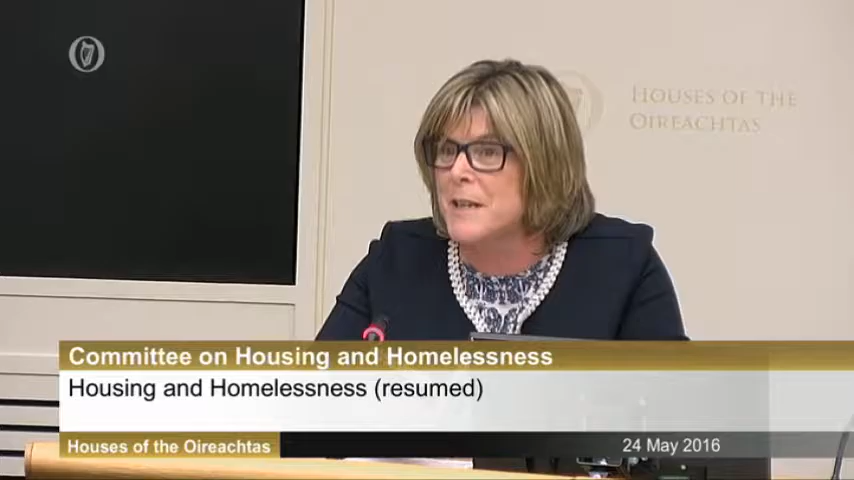 HOUSES OF THE
OIREACHTAS
Committee on Housing and Homelessness
Housing and Homelessness (resumed)
Houses of the Oireachtas
24 May 2016